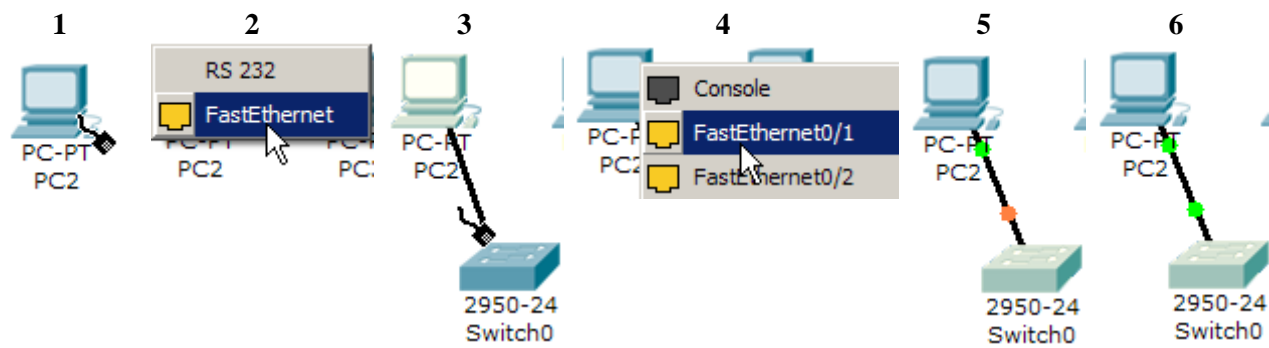 1 2 3 4 5 6
PC-PT
PC2
RS 232
FastEthernet
PC2
PC-PT
PC2
2950-24
Switch0
PC2
Console
FastEthernet0/1
FastEthernet0/2
PC-PT
PC2
2950-24
Switch0
PC-PT
PC2
2950-24
Switch0